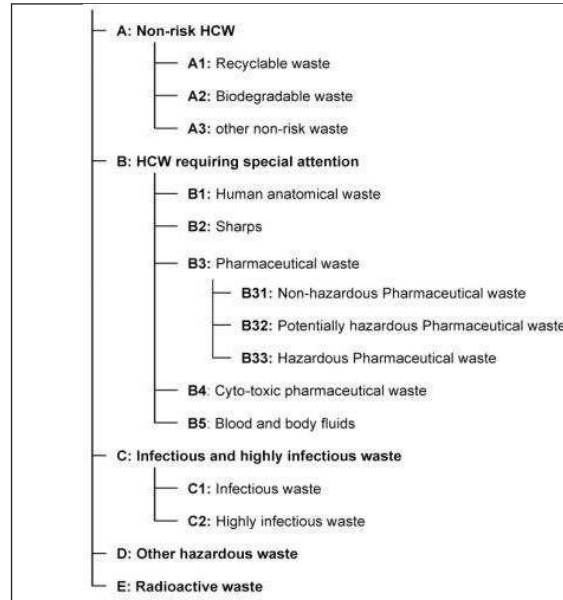 A: Non-risk HCW
A1: Recyclable waste
A2: Biodegradable waste
A3: other non-risk waste
B: HCW requiring special attention
B1: Human anatomical waste
B2: Sharps
B3: Pharmaceutical waste
B31: Non-hazardous Pharmaceutical waste
B32: Potentially hazardous Pharmaceutical waste
B33: Hazardous Pharmaceutical waste
B4: Cyto-toxic pharmaceutical waste
B5: Blood and body fluids
C: Infectious and highly infectious waste
C1: Infectious waste
C2: Highly infectious waste
D: Other hazardous waste
E: Radioactive waste